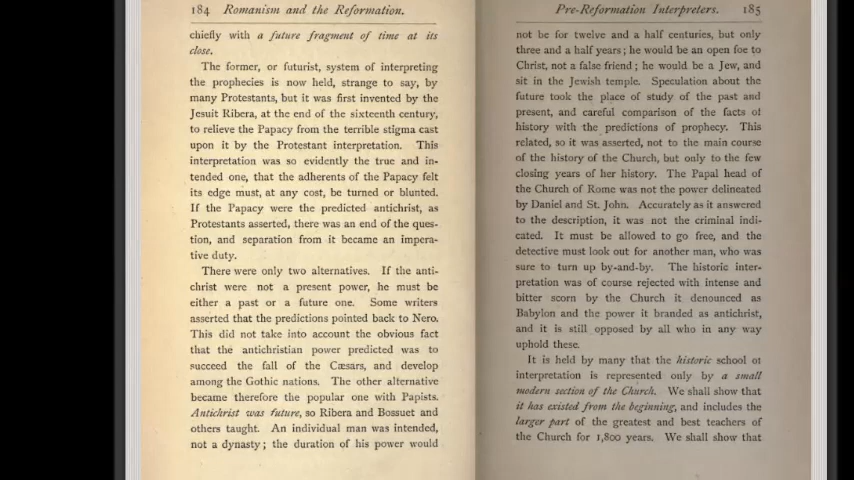 184 Romanism and the Reformation.
chiefly with a future fragment of time at its
close.
The former, or futurist, system of interpreting
the prophecies is now held, strange to say, by
many Protestants, but it was first invented by the
Jesuit Ribera, at the end of the sixteenth century,
to relieve the Papacy from the terrible stigma cast
upon it by the Protestant interpretation. This
interpretation was so evidently the true and in-
tended one, that the adherents of the Papacy felt
its edge must, at any cost, be turned or blunted.
If the Papacy were the predicted antichrist, as
Protestants asserted, there was an end of the ques-
tion, and separation from it became an impera-
tive duty.
There were only two alternatives. If the anti-
christ were not a present power, he must be
either a past or a future one. Some writers
asserted that the predictions pointed back to Nero.
This did not take into account the obvious fact
that the antichristian power predicted was to
succeed the fall of the Cæsars, and develop
among the Gothic nations. The other alternative
became therefore the popular one with Papists.
Antichrist was future, so Ribera and Bossuet and
others taught. An individual man was intended,
not a dynasty; the duration of his power would
Pre-Reformation Interpreters. 185
not be for twelve and a half centuries, but only
three and a half years; he would be an open foe to
Christ, not a false friend; he would be a Jew, and
sit in the Jewish temple. Speculation about the
future took the place of study of the past and
present, and careful comparison of the facts of
history with the predictions of prophecy. This
related, so it was asserted, not to the main course
of the history of the Church, but only to the few
closing years of her history. The Papal head of
the Church of Rome was not the power delineated
by Daniel and St. John. Accurately as it answered
to the description, it was not the criminal indi-
cated. It must be allowed to go free, and the
detective must look out for another man, who was
sure to turn up by-and-by. The historic inter-
pretation was of course rejected with intense and
bitter scorn by the Church it denounced as
Babylon and the power it branded as antichrist,
and it is still opposed by all who in any way
uphold these.
It is held by many that the historic school of
interpretation is represented only by a small
modern section of the Church. We shall show that
it has existed from the beginning, and includes the
larger part of the greatest and best teachers of
the Church for 1,800 years. We shall show that